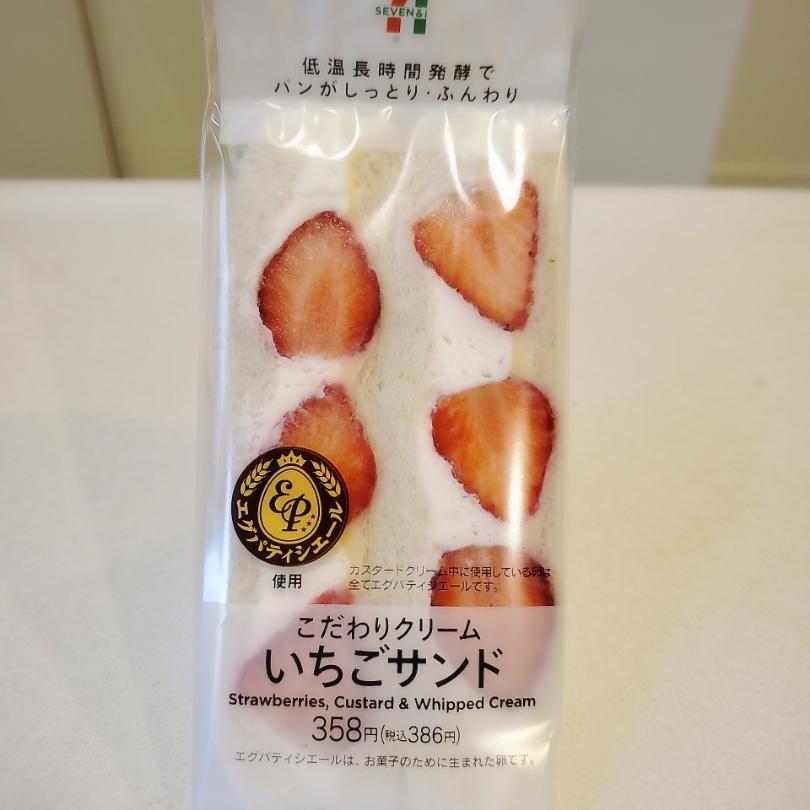 SEVEN&i
低温長時間発酵で
パンがしっとり・ふんわり
EP
エグパティシエール
使用
カスタードクリーム中に使用している卵は
全てエグパティシエールです。
こだわりクリーム
いちごサンド
Strawberries, Custard & Whipped Cream
358円(税込386円)
エグパティシエールは、お菓子のために生まれた卵です。